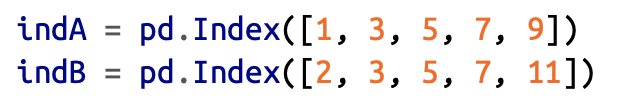 indA = pd.Index([1, 3, 5, 7, 9])
indB = pd.Index([2, 3, 5, 7, 11])